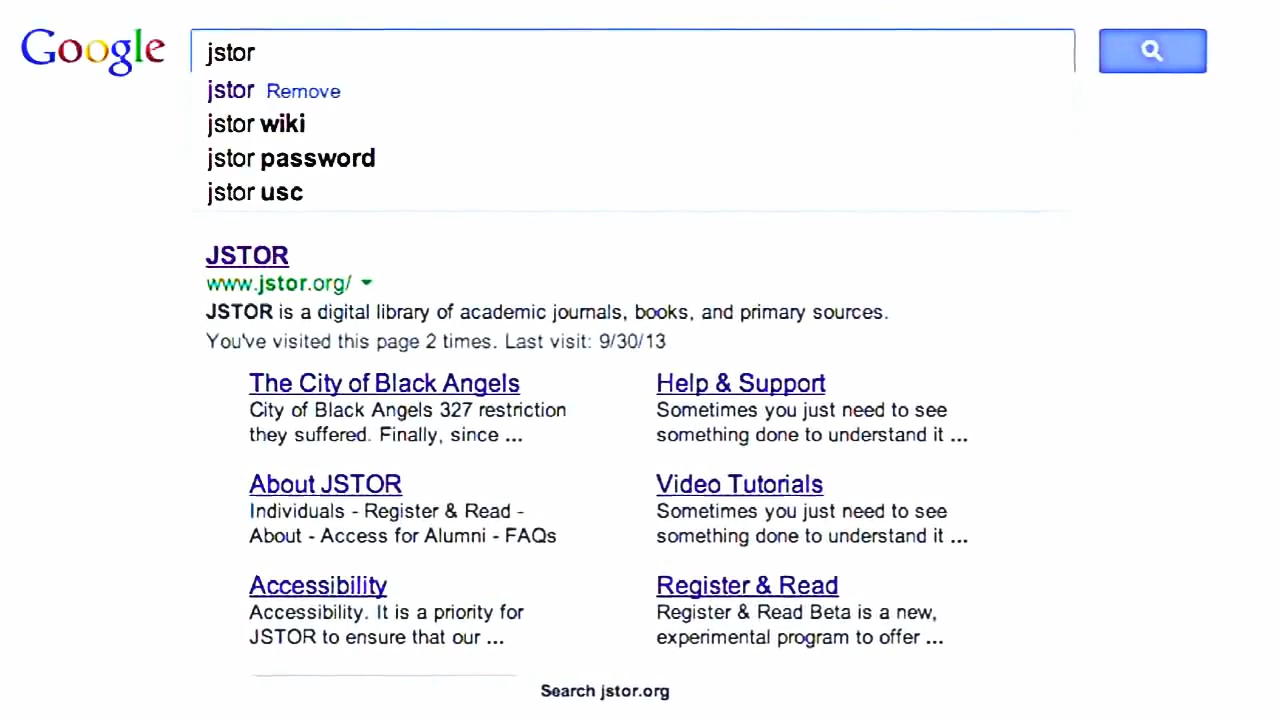 Google
jstor
jstor Remove
jstor wiki
jstor password
jstor usc
JSTOR
www.jstor.org/
JSTOR is a digital library of academic journals, books, and primary sources.
You've visited this page 2 times. Last visit: 9/30/13
The City of Black Angels
City of Black Angels 327 restriction
they suffered. Finally, since ...
Help & Support
Sometimes you just need to see
something done to understand it ...
About JSTOR
Individuals - Register & Read -
About - Access for Alumni - FAQs
Video Tutorials
Sometimes you just need to see
something done to understand it ...
Accessibility
Accessibility. It is a priority for
JSTOR to ensure that our ...
Register & Read
Register & Read Beta is a new,
experimental program to offer ...
Search jstor.org